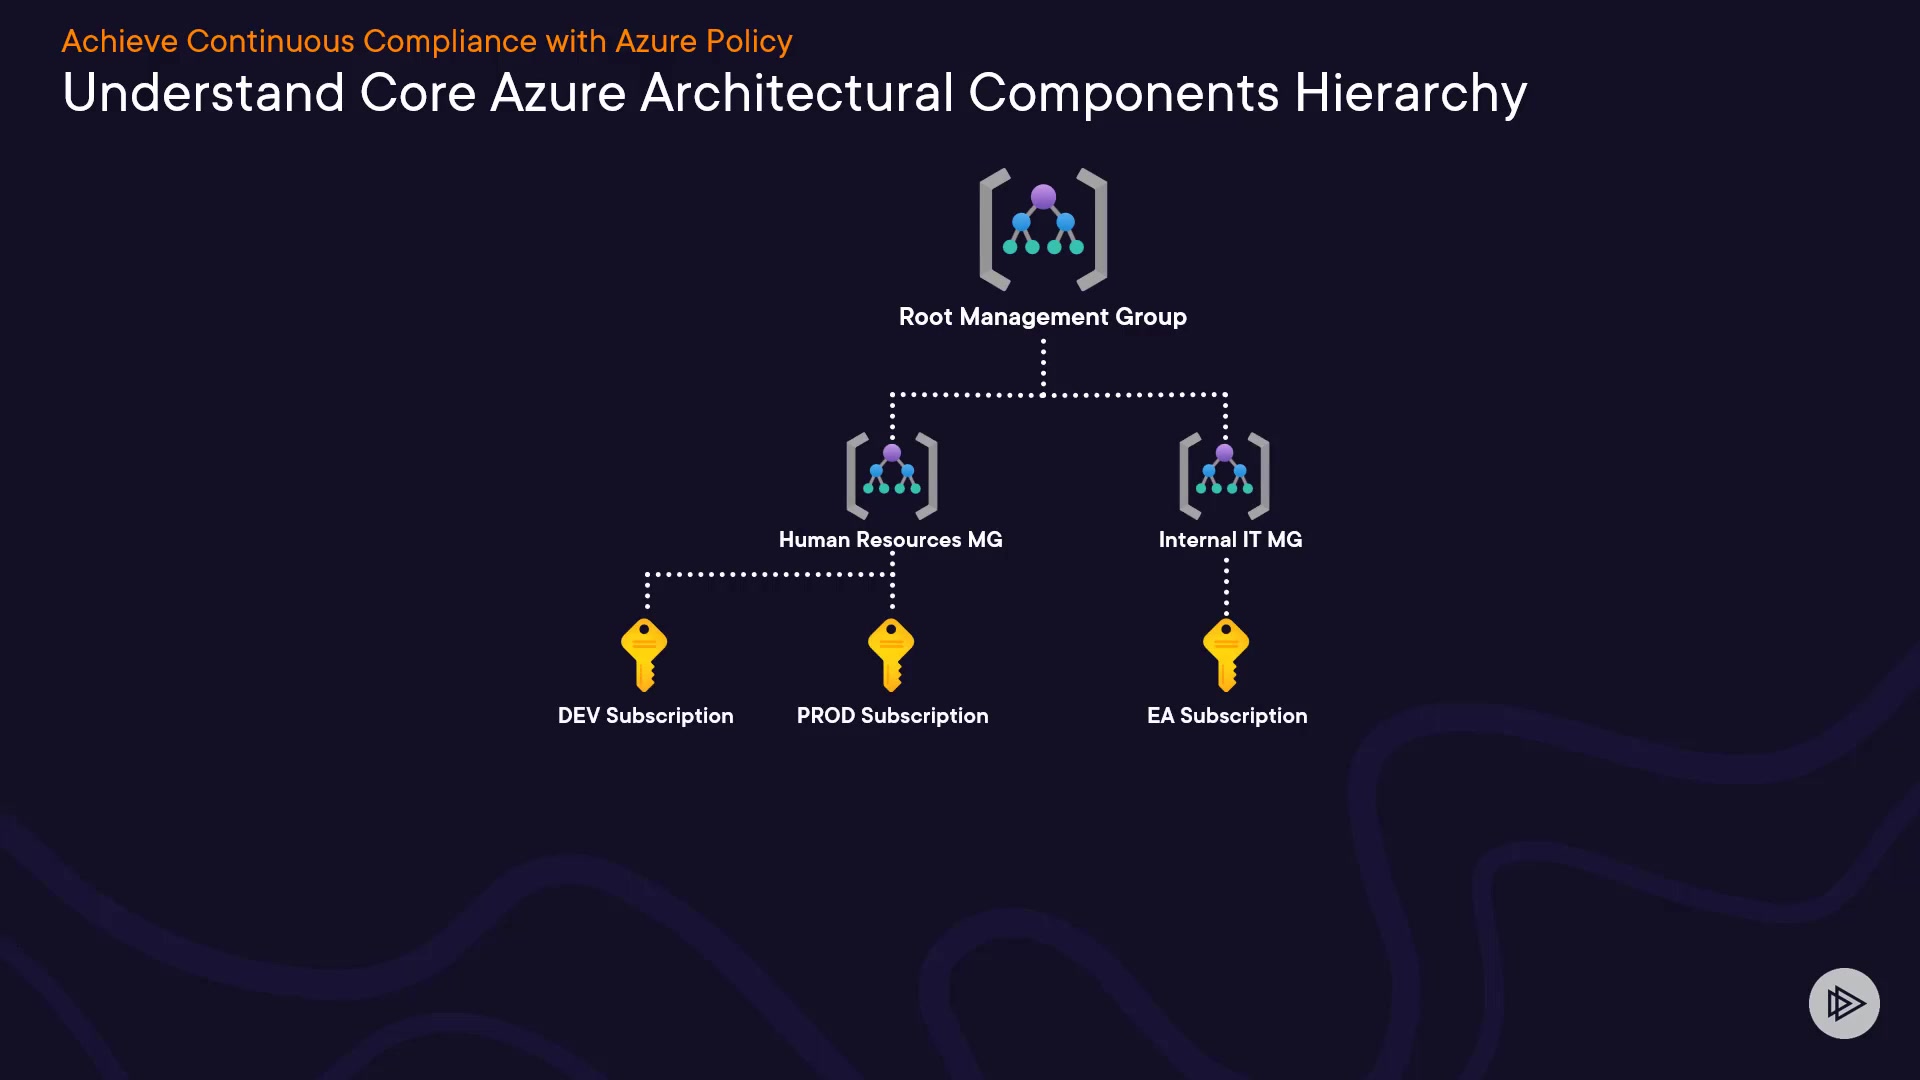 Achieve Continuous Compliance with Azure Policy
Understand Core Azure Architectural Components Hierarchy
Root Management Group
Human Resources MG
Internal IT MG
DEV Subscription
PROD Subscription
EA Subscription